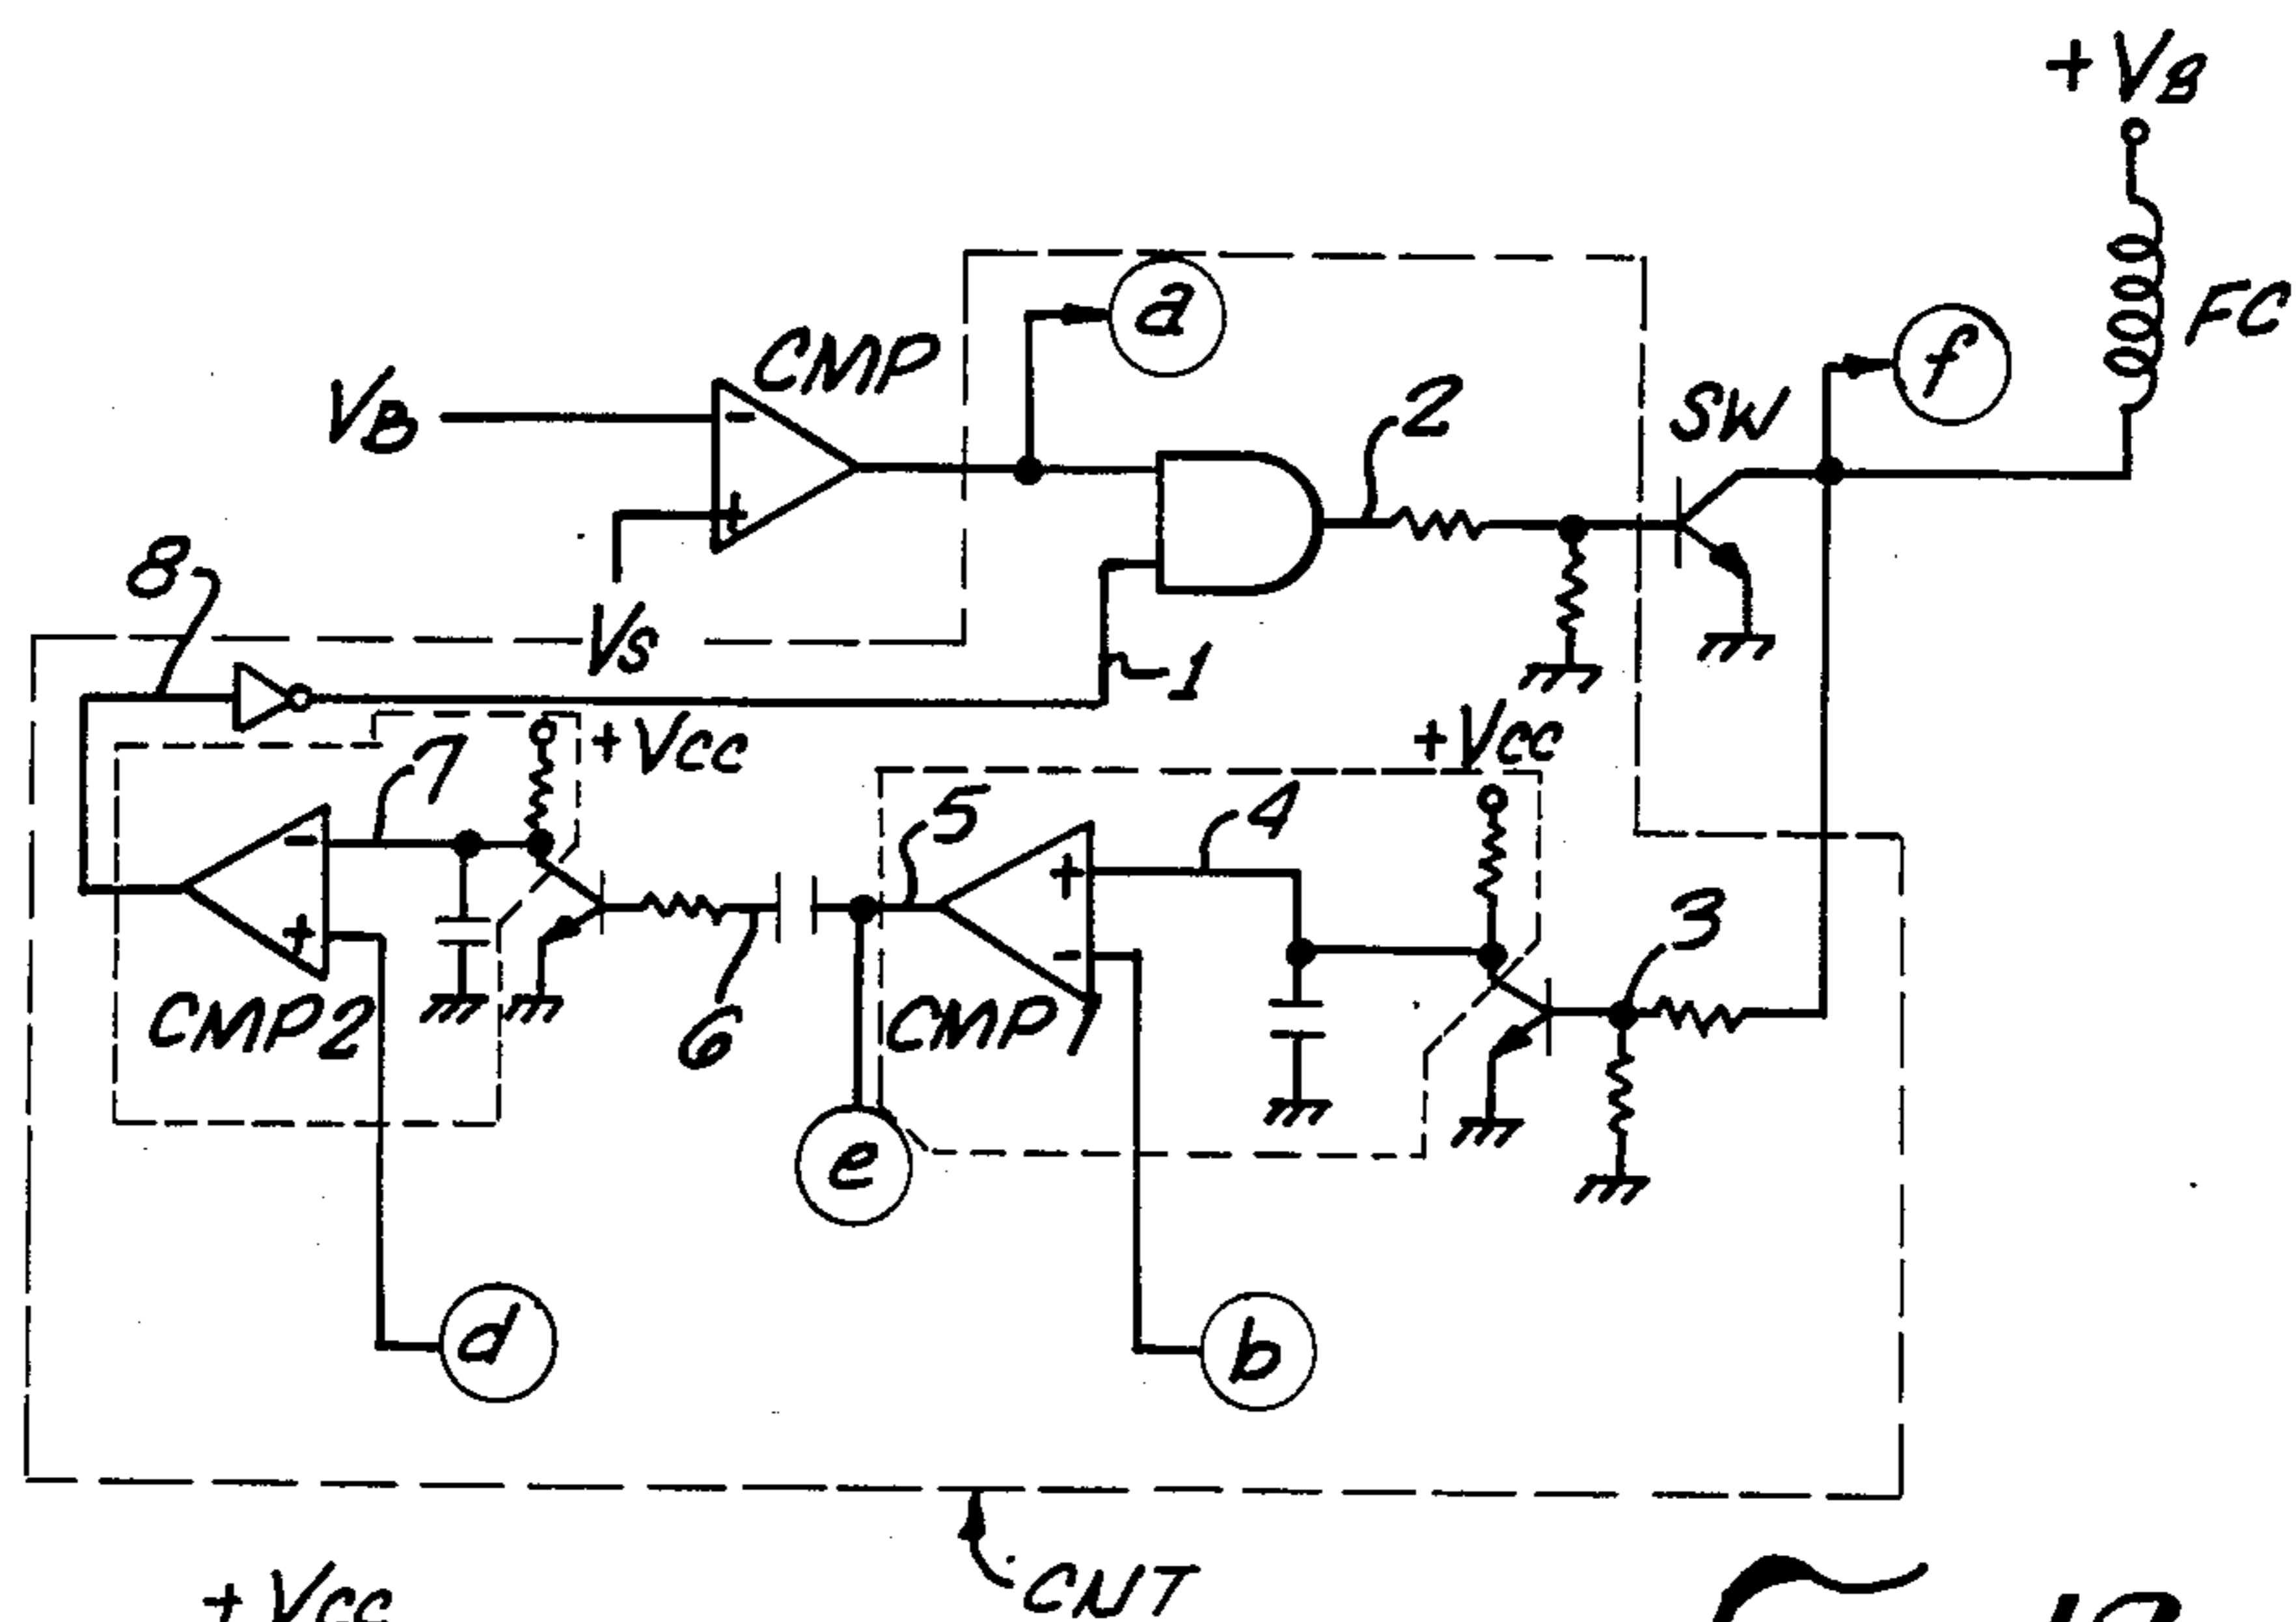 +VB
FC
a
f
CMP
VB
-
+
2
SW
8
VS
1
+VCC
+VCC
7
5
4
3
-
+
+
-
CMP2
6
CMP1
e
d
b
CNT
+VCC